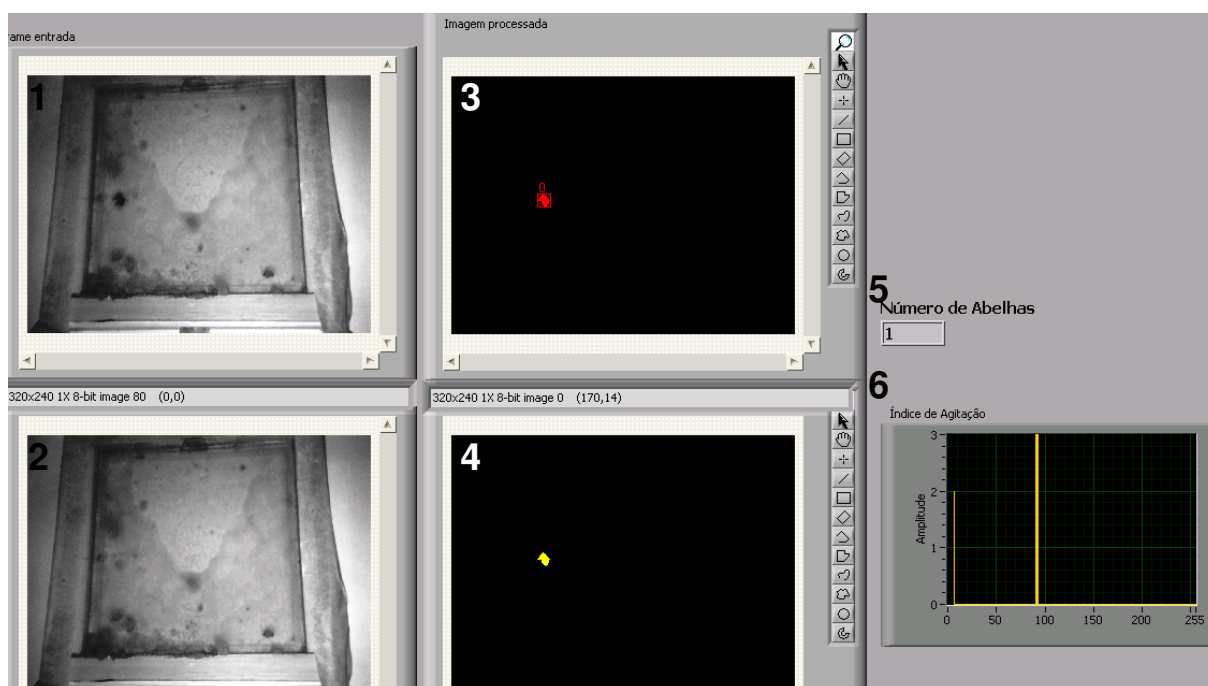 rame entrada
Imagem processada
1
3
0
5
Número de Abelhas
1
320x240 1X 8-bit image 80 (0,0)
320x240 1X 8-bit image 0 (170,14)
6
Índice de Agitação
2
4
Amplitude
3
2
1
0
0 50 100 150 200 255